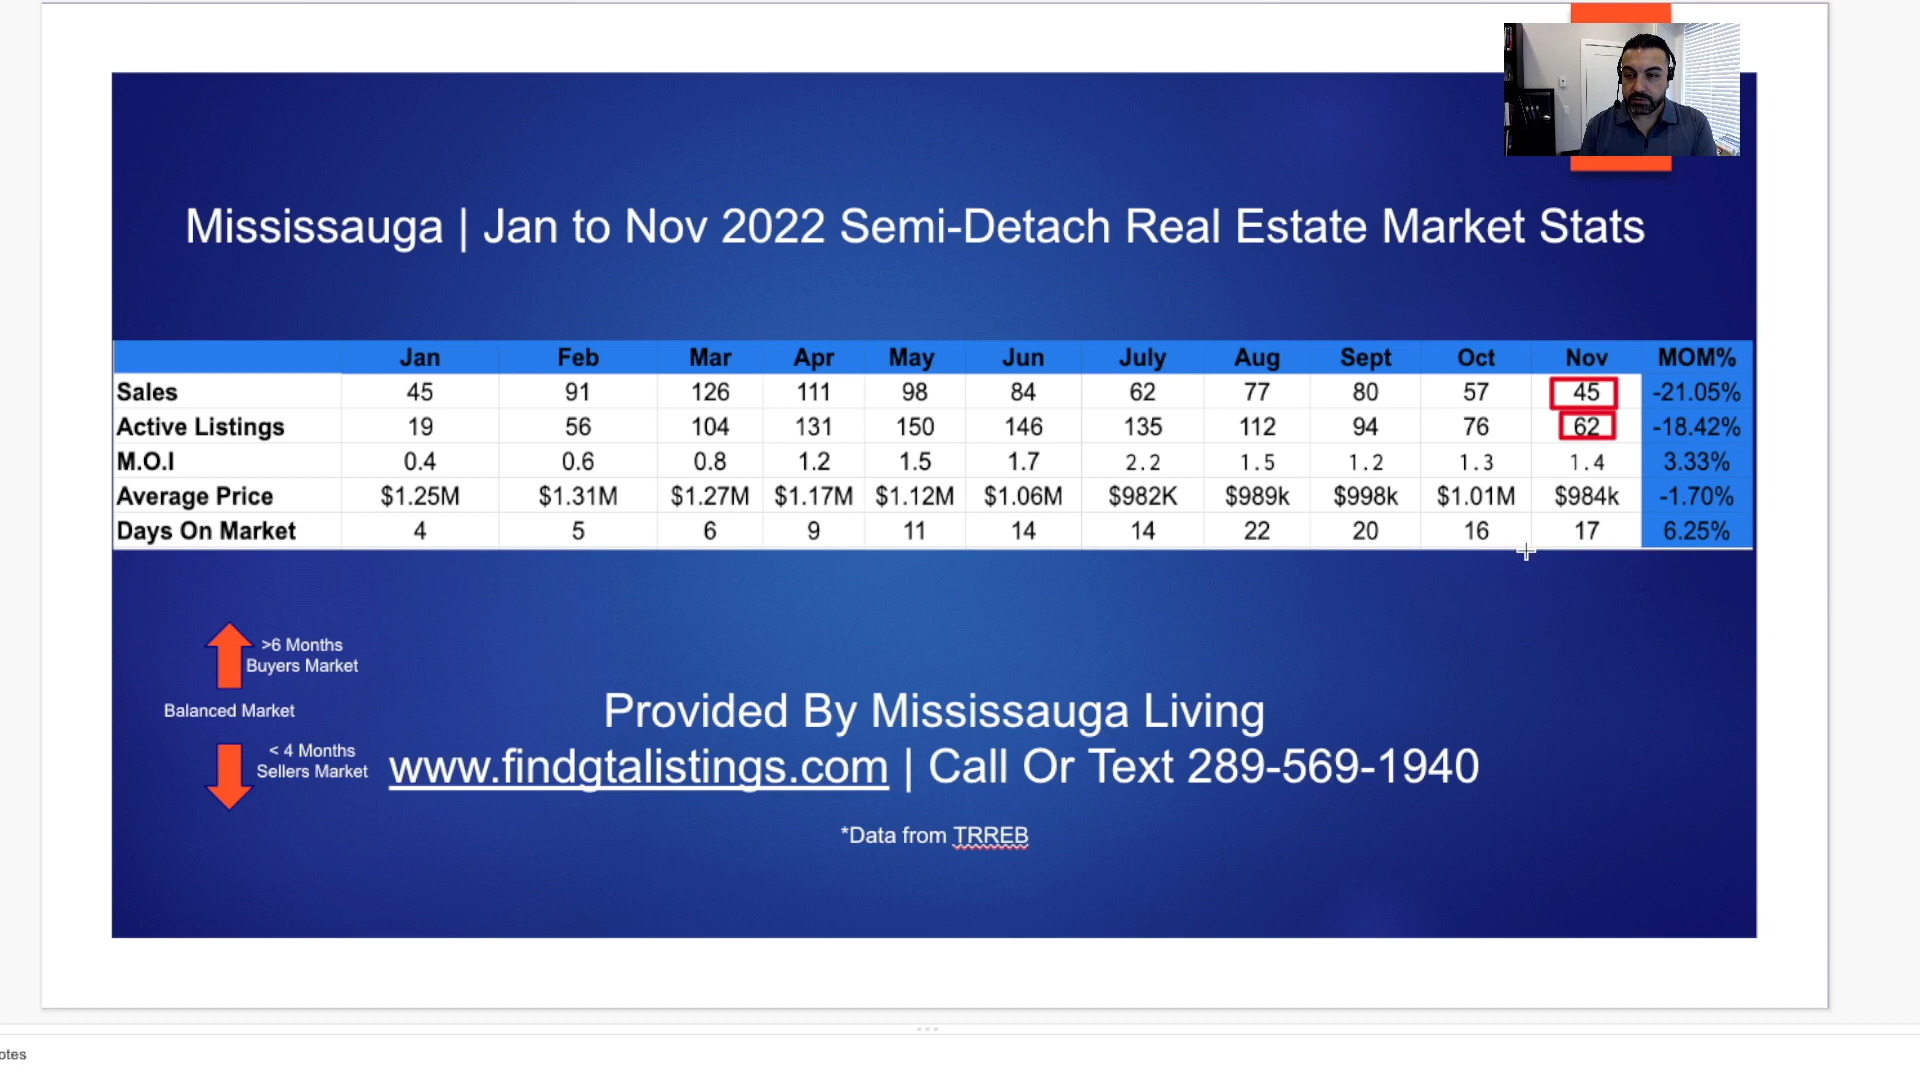 Mississauga | Jan to Nov 2022 Semi-Detach Real Estate Market Stats
Jan Feb Mar Apr May Jun July Aug Sept Oct Nov MOM%
Sales 45 91 126 111 98 84 62 77 80 57 45 -21.05%
Active Listings 19 56 104 131 150 146 135 112 94 76 62 -18.42%
M.O.I 0.4 0.6 0.8 1.2 1.5 1.7 2.2 1.5 1.2 1.3 1.4 3.33%
Average Price $1.25M $1.31M $1.27M $1.17M $1.12M $1.06M $982K $989k $998k $1.01M $984k -1.70%
Days On Market 4 5 6 9 11 14 14 22 20 16 17 6.25%
>6 Months
Buyers Market
Balanced Market
< 4 Months
Sellers Market
Provided By Mississauga Living
www.findgtalistings.com | Call Or Text 289-569-1940
*Data from TRREB
otes